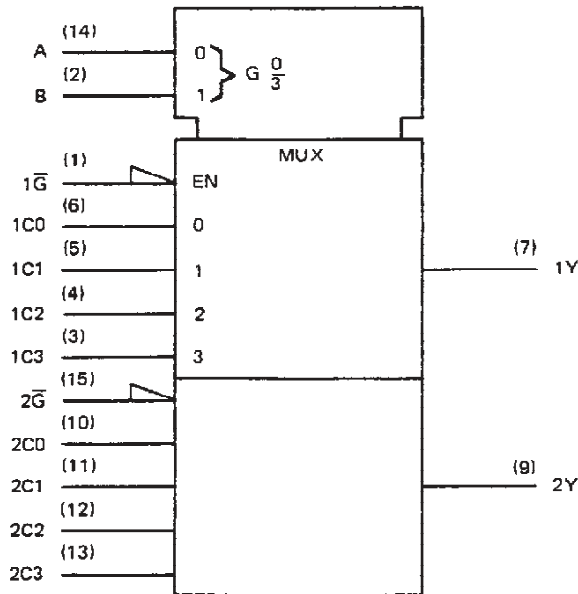 (14)
A 0
G 0/3
(2)
B 1
MUX
(1)
1G̅ EN
(6)
1C0 0
(5)
1C1 1
(7)
1Y
(4)
1C2 2
(3)
1C3 3
(15)
2G̅
(10)
2C0
(11)
2C1
(9)
2Y
(12)
2C2
(13)
2C3